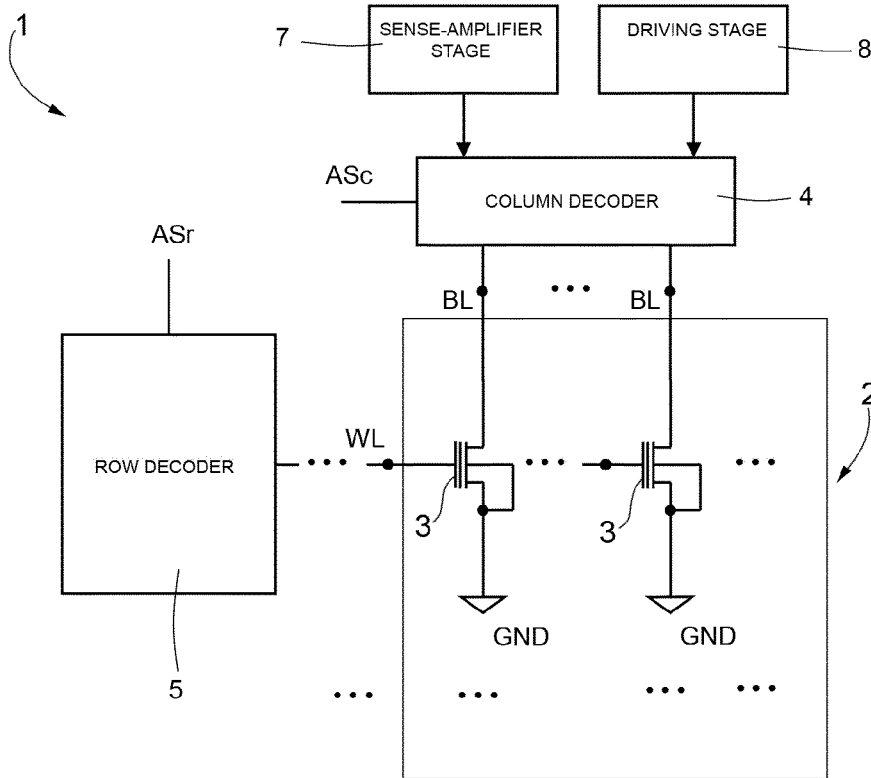 1
7
SENSE-AMPLIFIER
STAGE
DRIVING STAGE
8
ASc
COLUMN DECODER
4
ASr
BL
...
BL
ROW DECODER
5
...
WL
3
...
3
...
2
GND
GND
...
...
...
...